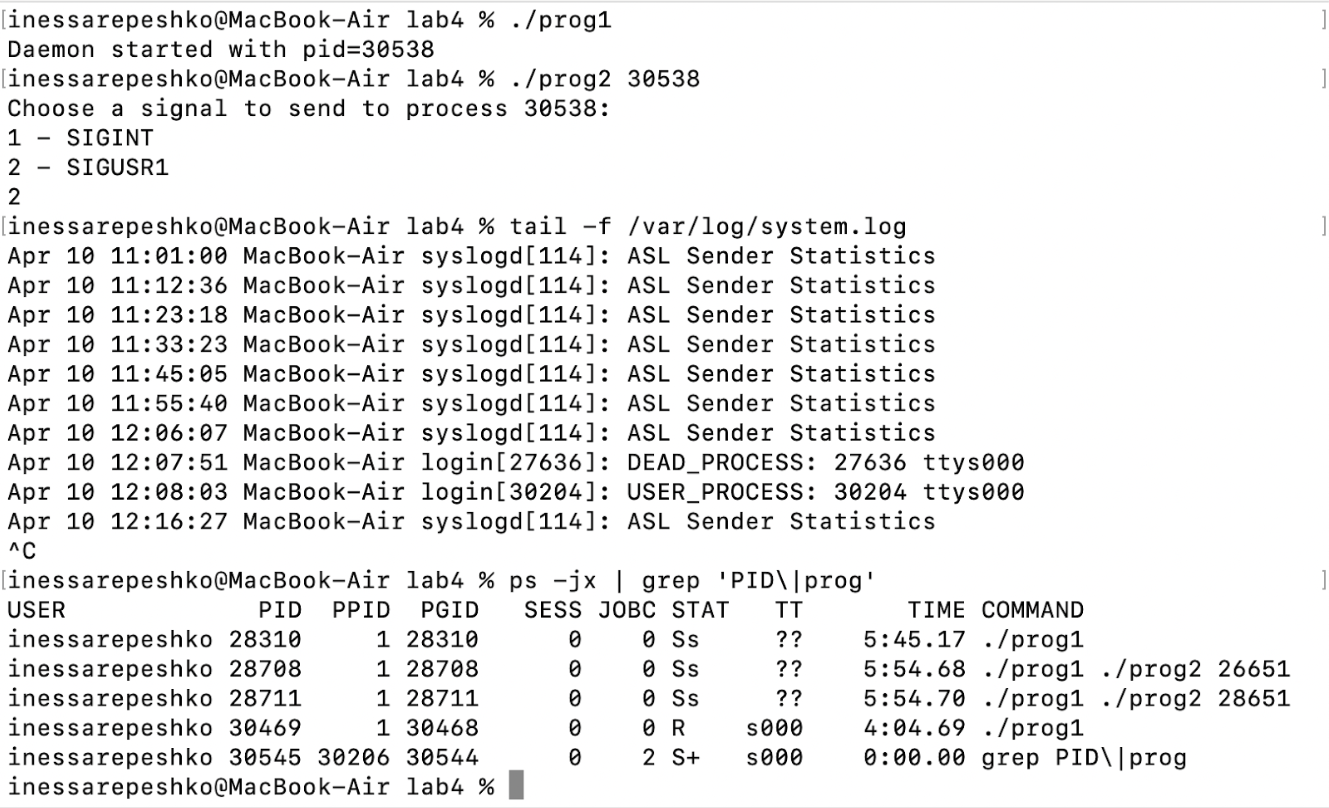 [inessarepeshko@MacBook-Air lab4 % ./prog1 ]
Daemon started with pid=30538
[inessarepeshko@MacBook-Air lab4 % ./prog2 30538 ]
Choose a signal to send to process 30538:
1 - SIGINT
2 - SIGUSR1
2
[inessarepeshko@MacBook-Air lab4 % tail -f /var/log/system.log ]
Apr 10 11:01:00 MacBook-Air syslogd[114]: ASL Sender Statistics
Apr 10 11:12:36 MacBook-Air syslogd[114]: ASL Sender Statistics
Apr 10 11:23:18 MacBook-Air syslogd[114]: ASL Sender Statistics
Apr 10 11:33:23 MacBook-Air syslogd[114]: ASL Sender Statistics
Apr 10 11:45:05 MacBook-Air syslogd[114]: ASL Sender Statistics
Apr 10 11:55:40 MacBook-Air syslogd[114]: ASL Sender Statistics
Apr 10 12:06:07 MacBook-Air syslogd[114]: ASL Sender Statistics
Apr 10 12:07:51 MacBook-Air login[27636]: DEAD_PROCESS: 27636 ttys000
Apr 10 12:08:03 MacBook-Air login[30204]: USER_PROCESS: 30204 ttys000
Apr 10 12:16:27 MacBook-Air syslogd[114]: ASL Sender Statistics
^C
[inessarepeshko@MacBook-Air lab4 % ps -jx | grep 'PID\|prog' ]
USER PID PPID PGID SESS JOBC STAT TT TIME COMMAND
inessarepeshko 28310 1 28310 0 0 Ss ?? 5:45.17 ./prog1
inessarepeshko 28708 1 28708 0 0 Ss ?? 5:54.68 ./prog1 ./prog2 26651
inessarepeshko 28711 1 28711 0 0 Ss ?? 5:54.70 ./prog1 ./prog2 28651
inessarepeshko 30469 1 30468 0 0 R s000 4:04.69 ./prog1
inessarepeshko 30545 30206 30544 0 2 S+ s000 0:00.00 grep PID\|prog
inessarepeshko@MacBook-Air lab4 %